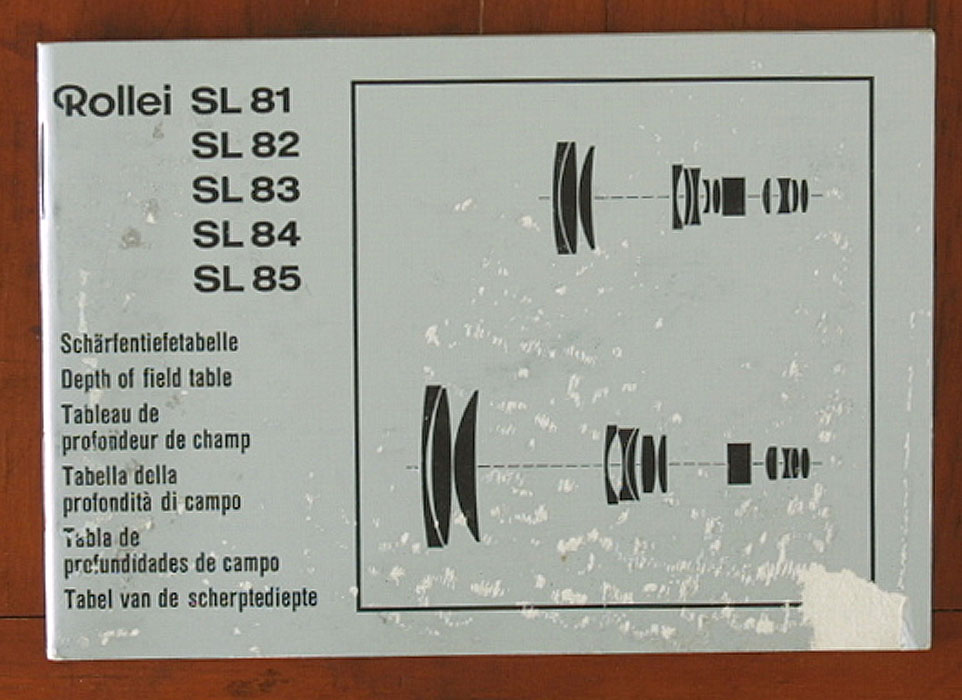 Rollei SL 81
SL 82
SL 83
SL 84
SL 85
Schärfentiefetabelle
Depth of field table
Tableau de
profondeur de champ
Tabella della
profondità di campo
Tabla de
profundidades de campo
Tabel van de scherptediepte